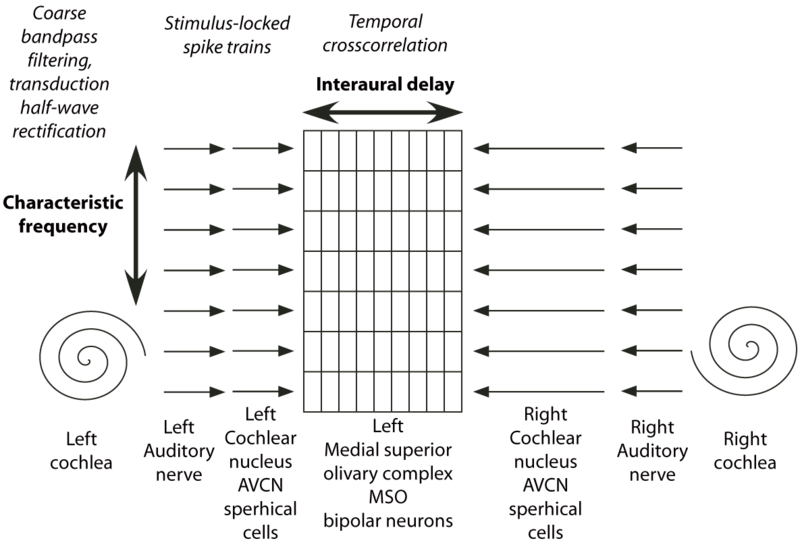 Coarse
bandpass
filtering,
transduction
half-wave
rectification
Stimulus-locked
spike trains
Temporal
crosscorrelation
Interaural delay
Characteristic
frequency
Left
cochlea
Left
Auditory
nerve
Left
Cochlear
nucleus
AVCN
sperhical
cells
Left
Medial superior
olivary complex
MSO
bipolar neurons
Right
Cochlear
nucleus
AVCN
sperhical
cells
Right
Auditory
nerve
Right
cochlea